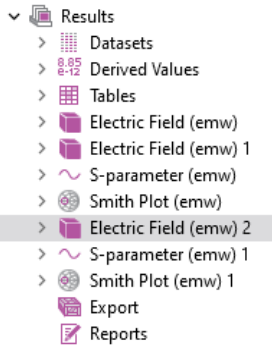 Results
Datasets
8.85
e-12
Derived Values
Tables
Electric Field (emw)
Electric Field (emw) 1
S-parameter (emw)
Smith Plot (emw)
Electric Field (emw) 2
S-parameter (emw) 1
Smith Plot (emw) 1
Export
Reports